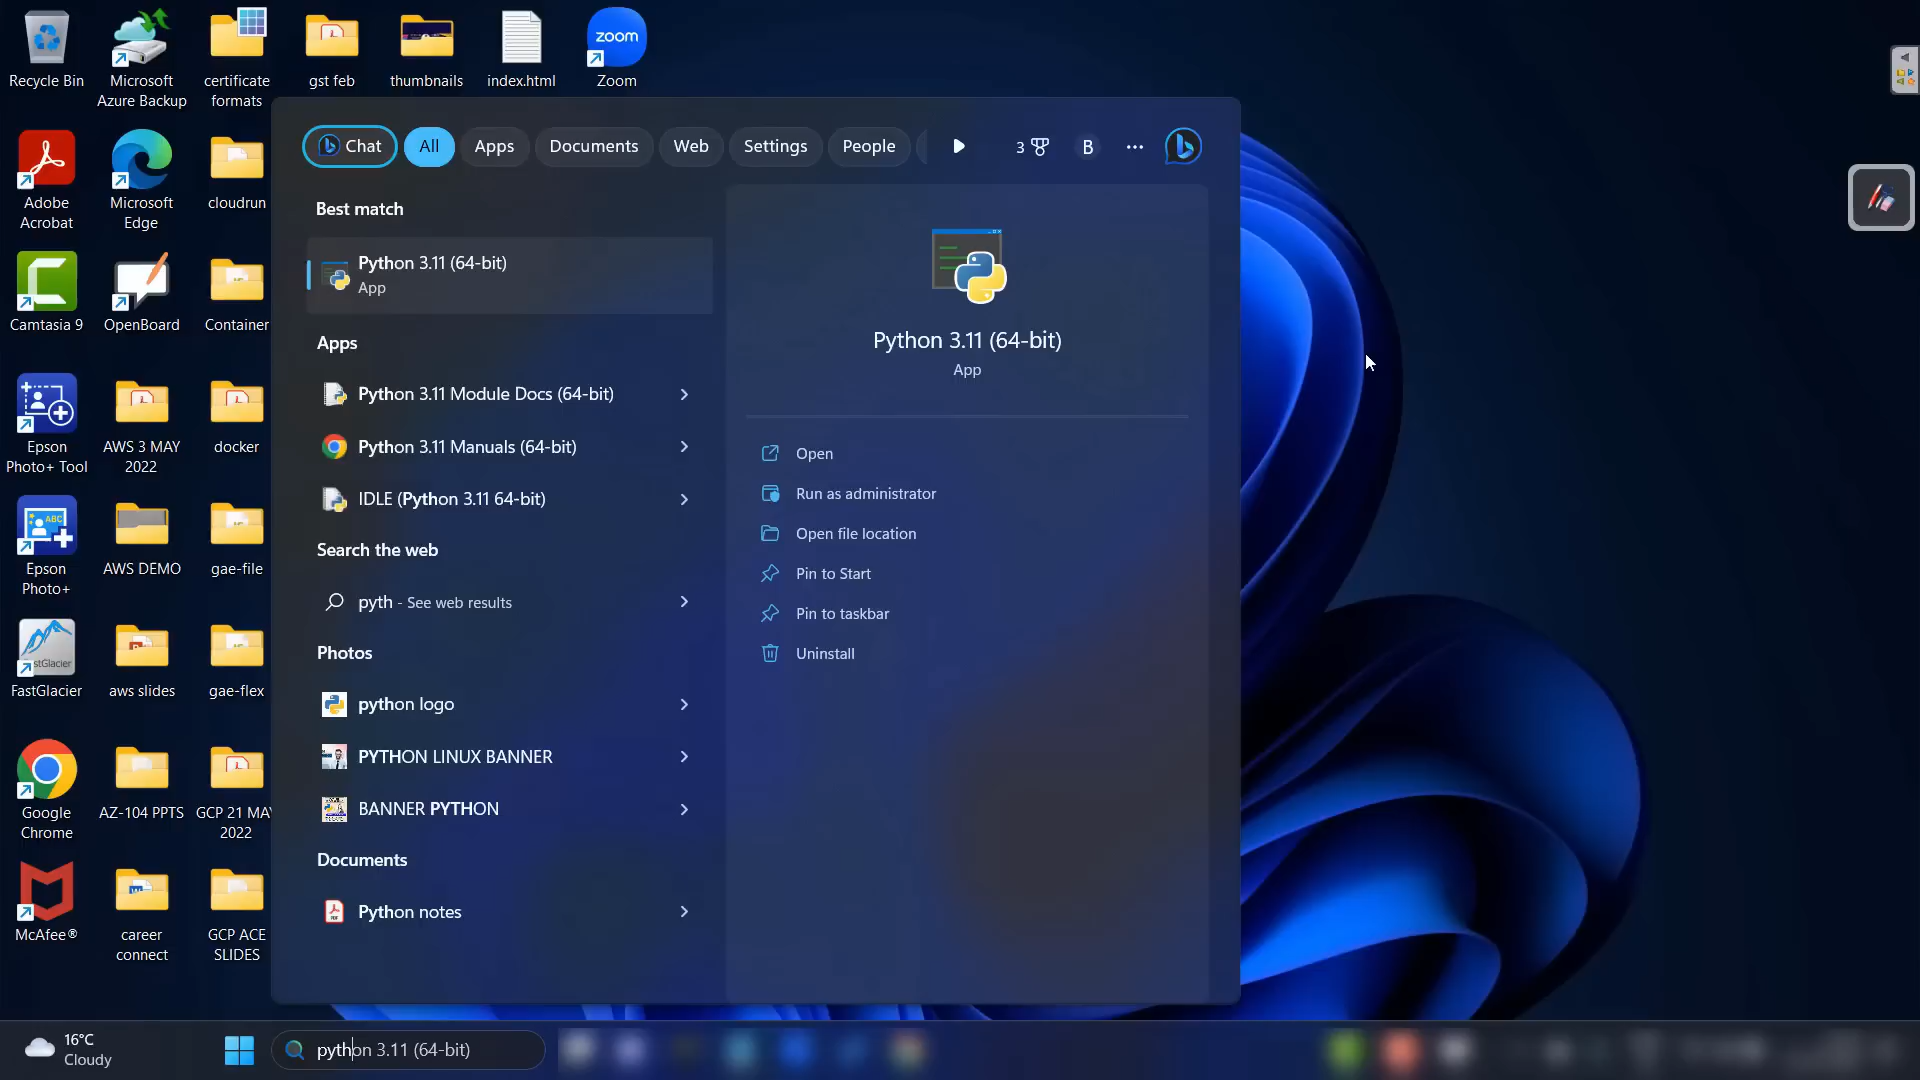 Recycle Bin
Microsoft
Azure Backup
certificate
formats
gst feb
thumbnails
index.html
zoom
Zoom
Adobe
Acrobat
Microsoft
Edge
cloudrun
Camtasia 9
OpenBoard
Container
Epson
Photo+ Tool
AWS 3 MAY
2022
docker
ABC
Epson
Photo+
AWS DEMO
gae-file
FastGlacier
aws slides
gae-flex
Google
Chrome
AZ-104 PPTS
GCP 21 MAY
2022
McAfee®
career
connect
GCP ACE
SLIDES
Chat
All
Apps
Documents
Web
Settings
People
3
B
Best match
Python 3.11 (64-bit)
App
Apps
Python 3.11 Module Docs (64-bit)
Python 3.11 Manuals (64-bit)
IDLE (Python 3.11 64-bit)
Search the web
pyth - See web results
Photos
python logo
PYTHON LINUX BANNER
BANNER PYTHON
Documents
Python notes
Python 3.11 (64-bit)
App
Open
Run as administrator
Open file location
Pin to Start
Pin to taskbar
Uninstall
16°C
Cloudy
python 3.11 (64-bit)